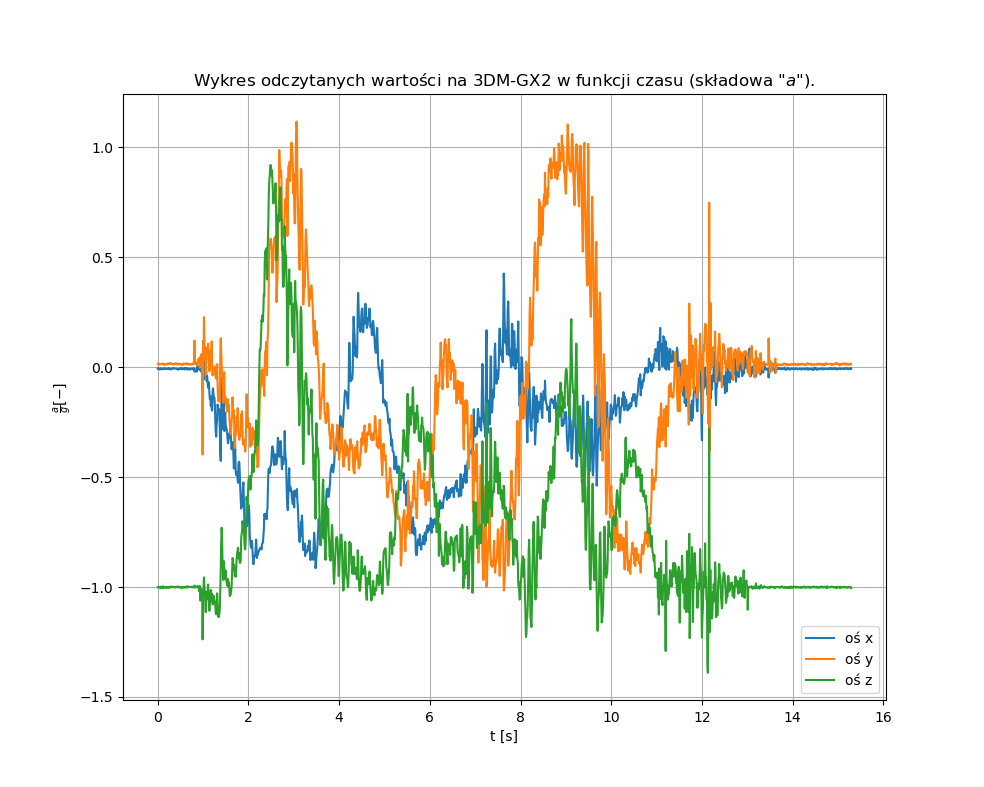 Wykres odczytanych wartości na 3DM-GX2 w funkcji czasu (składowa "a").
1.0
0.5
0.0
−0.5
−1.0
−1.5
a/g[−]
0 2 4 6 8 10 12 14 16
t [s]
oś x
oś y
oś z